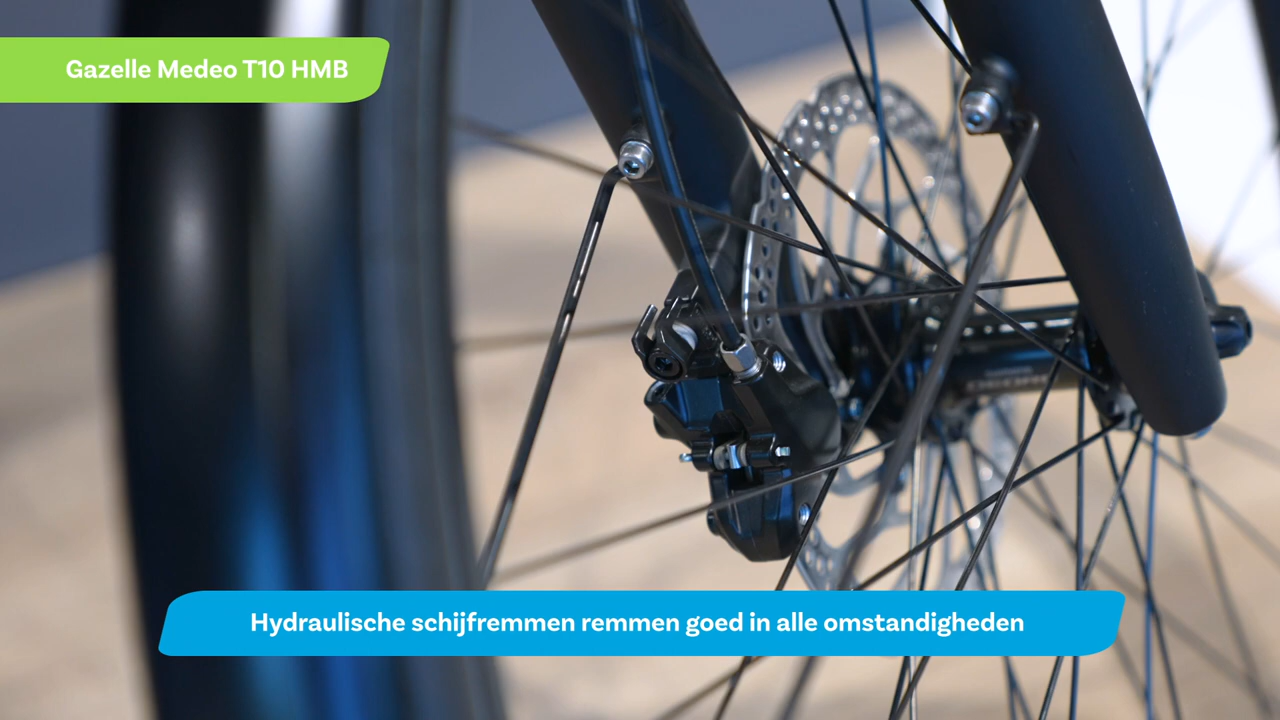 Gazelle Medeo T10 HMB
Hydraulische schijfremmen remmen goed in alle omstandigheden